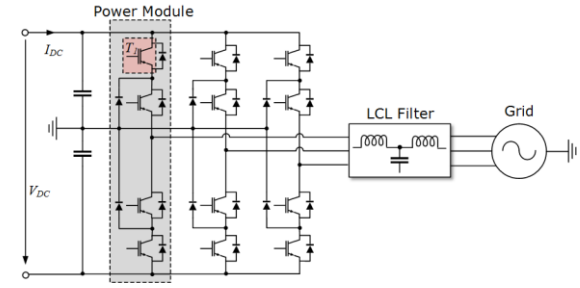 Power Module
I_DC
T_1
LCL Filter
Grid
V_DC